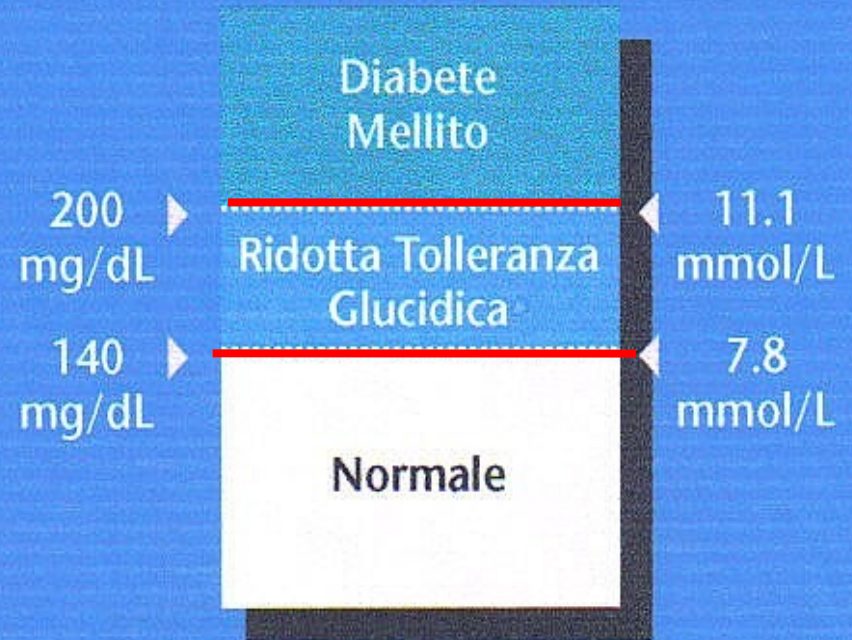 Diabete
Mellito
200
mg/dL
11.1
mmol/L
Ridotta Tolleranza
Glucidica
140
mg/dL
7.8
mmol/L
Normale